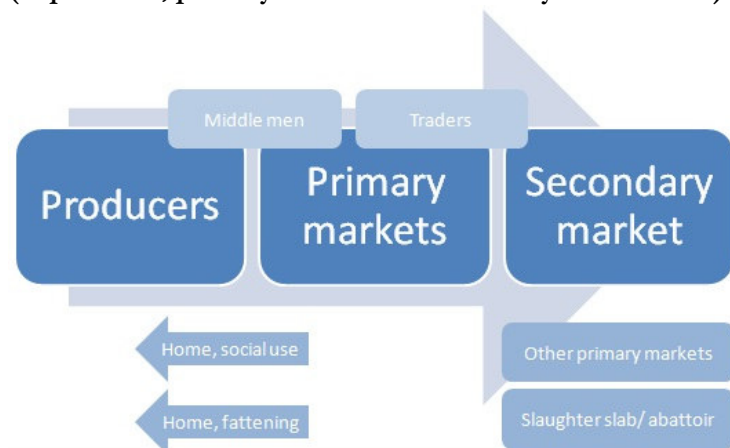 Middle men
Traders
Producers
Primary
markets
Secondary
market
Home, social use
Other primary markets
Home, fattening
Slaughter slab/ abattoir